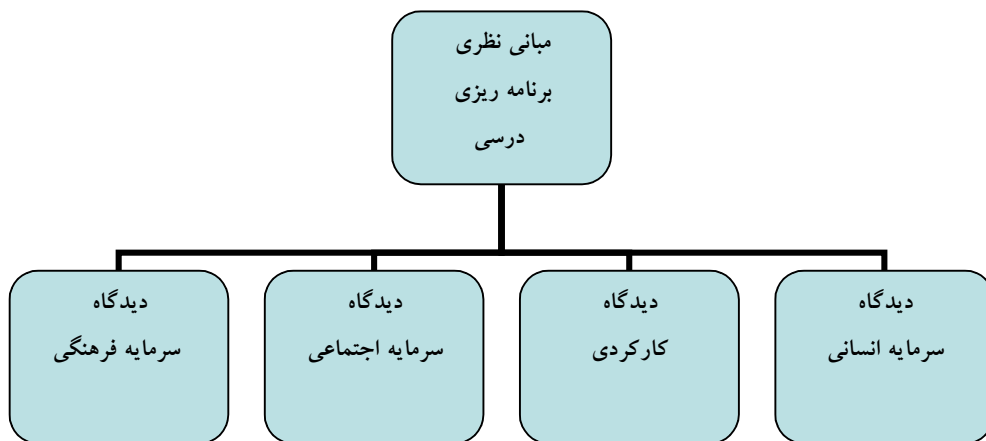 مبانی نظری
برنامه ریزی
درسی
دیدگاه
سرمایه انسانی
دیدگاه
کارکردی
دیدگاه
سرمایه اجتماعی
دیدگاه
سرمایه فرهنگی